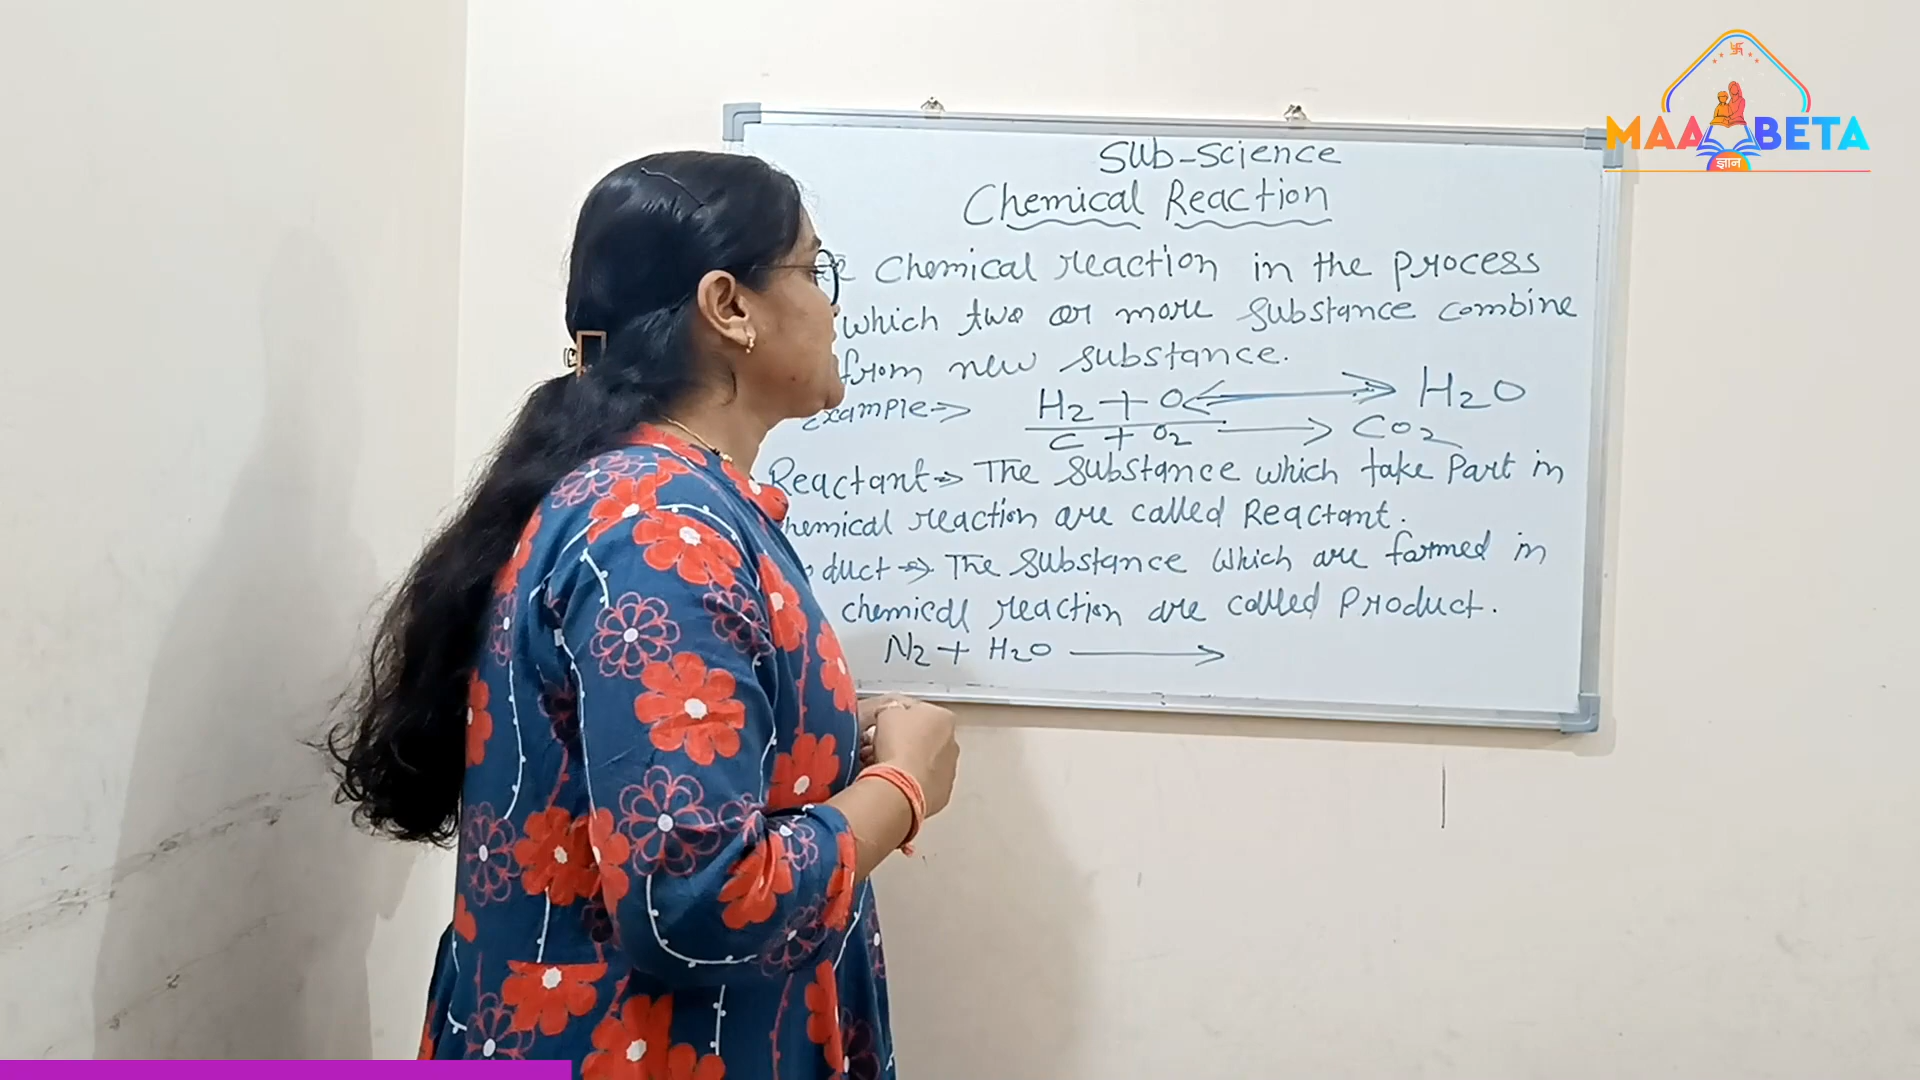 MAA BETA
ज्ञान
Sub-Science
Chemical Reaction
Chemical reaction in the process
which two or more substance combine
from new substance.
Example → H2 + O ⟷ H2O
C + O2 → CO2
Reactant → The substance which take Part in
hemical reaction are called Reactant.
duct → The substance which are formed in
chemical reaction are called Product.
N2 + H2O →